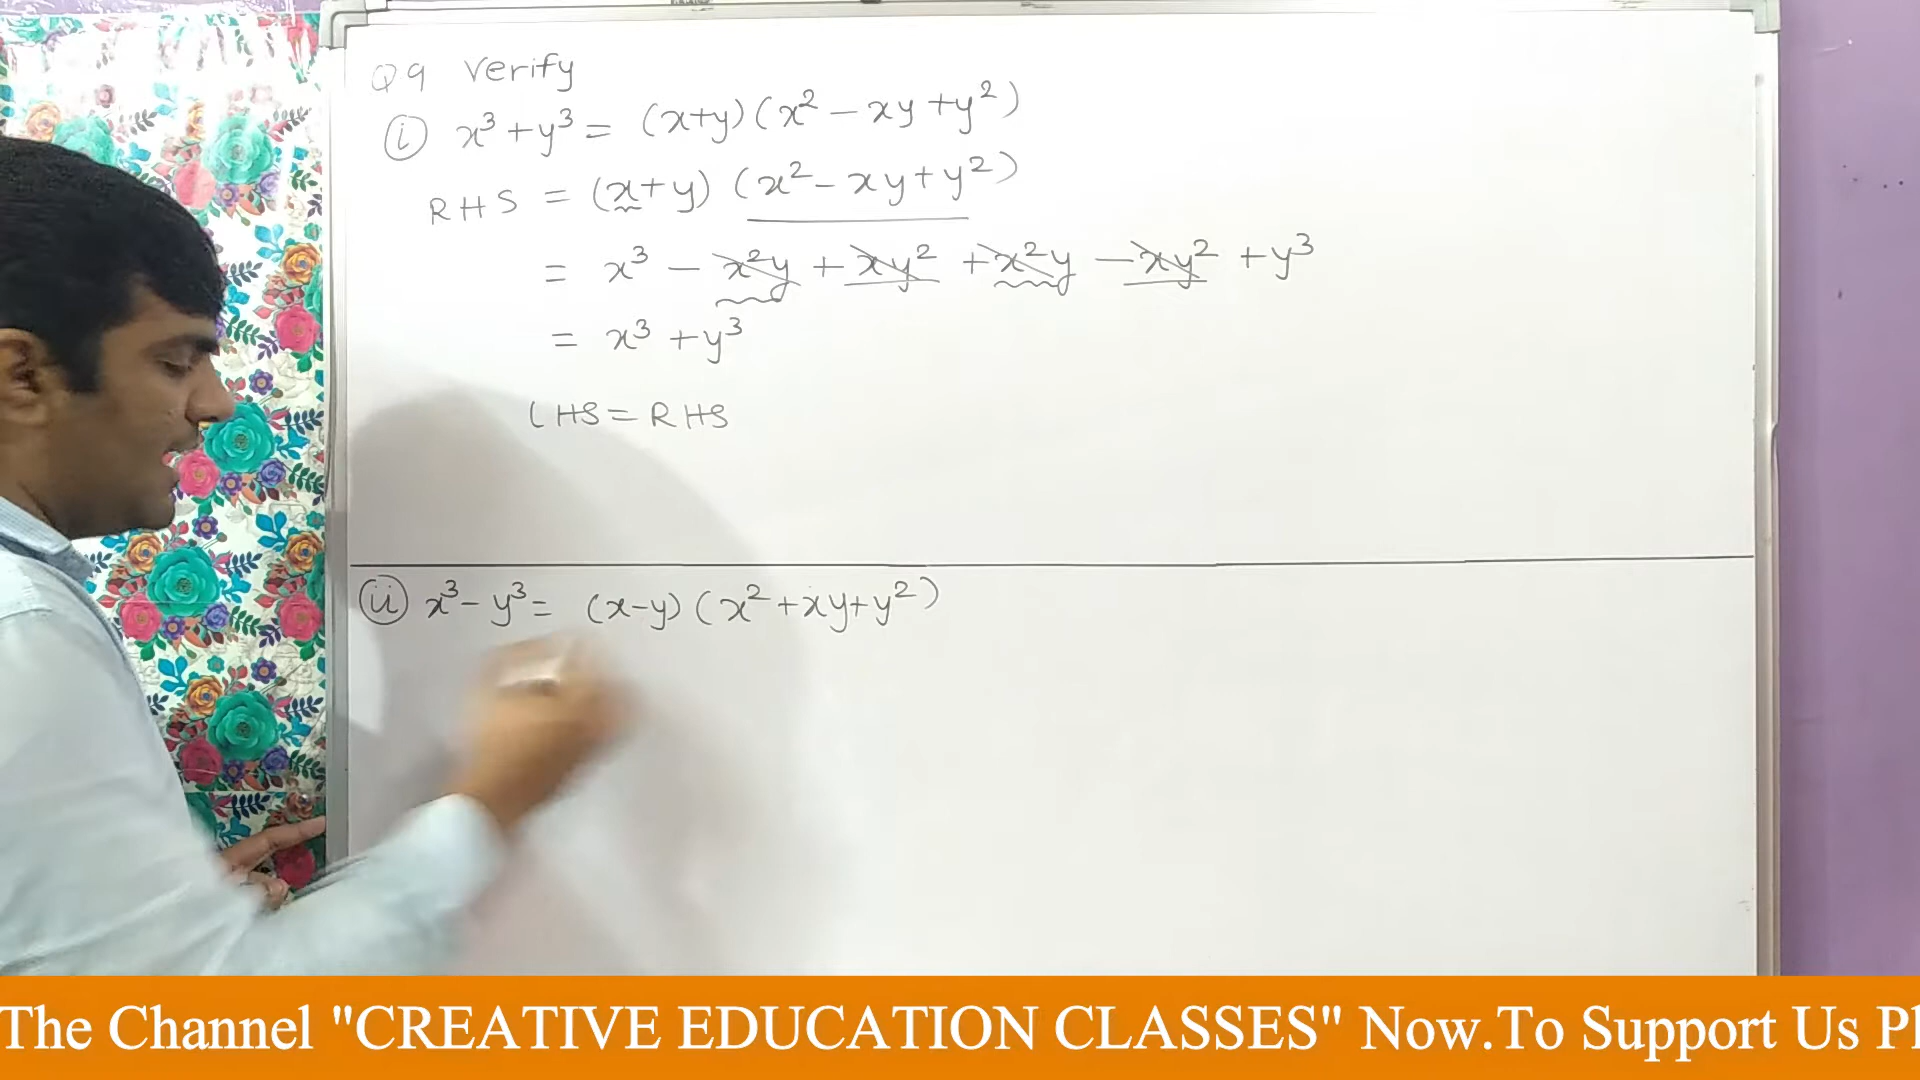 Q9 Verify
(i) x³ + y³ = (x+y) (x² − xy + y²)
RHS = (x+y) (x² − xy + y²)
= x³ − x²y + xy² + x²y − xy² + y³
= x³ + y³
LHS = RHS
(ii) x³ − y³ = (x−y) (x² + xy + y²)
The Channel "CREATIVE EDUCATION CLASSES" Now.To Support Us